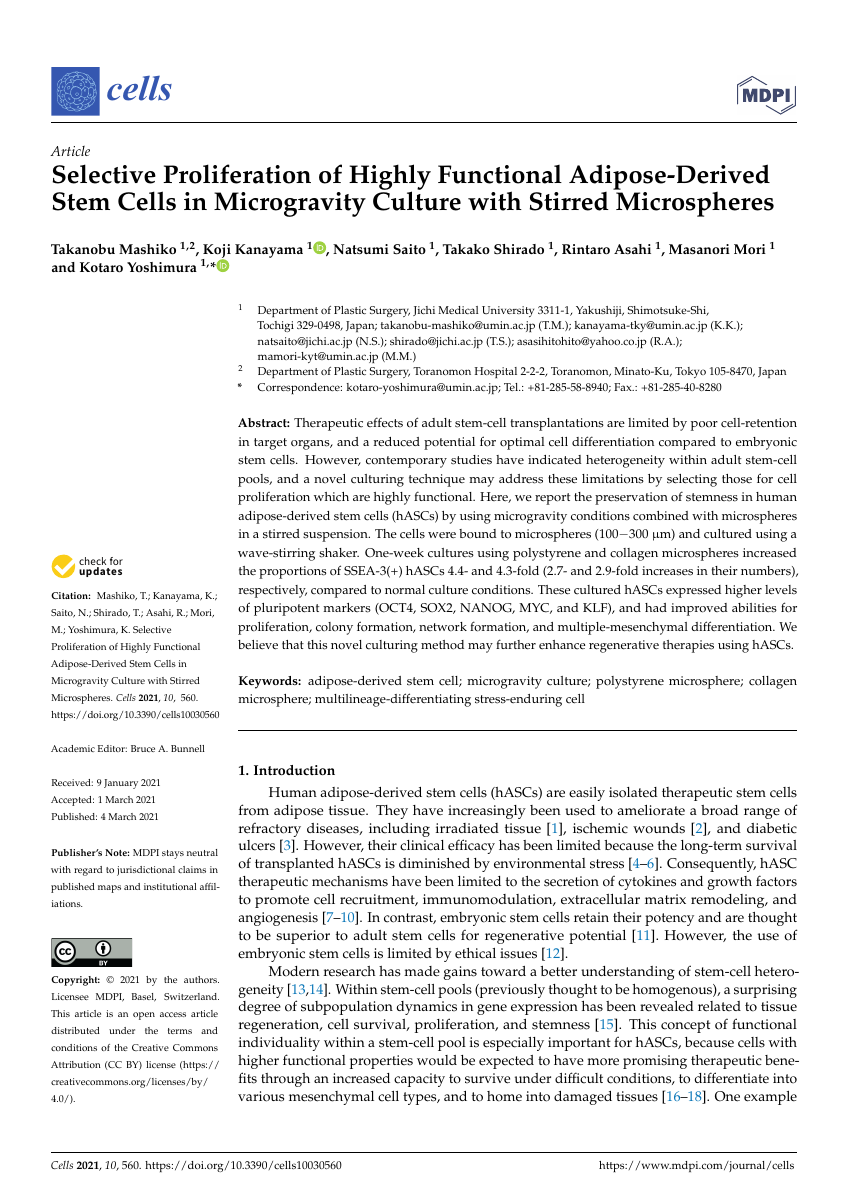 cells
MDPI
Article
Selective Proliferation of Highly Functional Adipose-Derived
Stem Cells in Microgravity Culture with Stirred Microspheres
Takanobu Mashiko 1,2, Koji Kanayama 1 iD, Natsumi Saito 1, Takako Shirado 1, Rintaro Asahi 1, Masanori Mori 1
and Kotaro Yoshimura 1,* iD
1 Department of Plastic Surgery, Jichi Medical University 3311-1, Yakushiji, Shimotsuke-Shi,
Tochigi 329-0498, Japan; takanobu-mashiko@umin.ac.jp (T.M.); kanayama-tky@umin.ac.jp (K.K.);
natsaito@jichi.ac.jp (N.S.); shirado@jichi.ac.jp (T.S.); asasihitohito@yahoo.co.jp (R.A.);
mamori-kyt@umin.ac.jp (M.M.)
2 Department of Plastic Surgery, Toranomon Hospital 2-2-2, Toranomon, Minato-Ku, Tokyo 105-8470, Japan
* Correspondence: kotaro-yoshimura@umin.ac.jp; Tel.: +81-285-58-8940; Fax.: +81-285-40-8280
Abstract: Therapeutic effects of adult stem-cell transplantations are limited by poor cell-retention
in target organs, and a reduced potential for optimal cell differentiation compared to embryonic
stem cells. However, contemporary studies have indicated heterogeneity within adult stem-cell
pools, and a novel culturing technique may address these limitations by selecting those for cell
proliferation which are highly functional. Here, we report the preservation of stemness in human
adipose-derived stem cells (hASCs) by using microgravity conditions combined with microspheres
in a stirred suspension. The cells were bound to microspheres (100−300 μm) and cultured using a
wave-stirring shaker. One-week cultures using polystyrene and collagen microspheres increased
the proportions of SSEA-3(+) hASCs 4.4- and 4.3-fold (2.7- and 2.9-fold increases in their numbers),
respectively, compared to normal culture conditions. These cultured hASCs expressed higher levels
of pluripotent markers (OCT4, SOX2, NANOG, MYC, and KLF), and had improved abilities for
proliferation, colony formation, network formation, and multiple-mesenchymal differentiation. We
believe that this novel culturing method may further enhance regenerative therapies using hASCs.
Keywords: adipose-derived stem cell; microgravity culture; polystyrene microsphere; collagen
microsphere; multilineage-differentiating stress-enduring cell
check for
updates
Citation: Mashiko, T.; Kanayama, K.;
Saito, N.; Shirado, T.; Asahi, R.; Mori,
M.; Yoshimura, K. Selective
Proliferation of Highly Functional
Adipose-Derived Stem Cells in
Microgravity Culture with Stirred
Microspheres. Cells 2021, 10, 560.
https://doi.org/10.3390/cells10030560
Academic Editor: Bruce A. Bunnell
Received: 9 January 2021
Accepted: 1 March 2021
Published: 4 March 2021
Publisher's Note: MDPI stays neutral
with regard to jurisdictional claims in
published maps and institutional affil-
iations.
cc BY
Copyright: © 2021 by the authors.
Licensee MDPI, Basel, Switzerland.
This article is an open access article
distributed under the terms and
conditions of the Creative Commons
Attribution (CC BY) license (https://
creativecommons.org/licenses/by/
4.0/).
1. Introduction
Human adipose-derived stem cells (hASCs) are easily isolated therapeutic stem cells
from adipose tissue. They have increasingly been used to ameliorate a broad range of
refractory diseases, including irradiated tissue [1], ischemic wounds [2], and diabetic
ulcers [3]. However, their clinical efficacy has been limited because the long-term survival
of transplanted hASCs is diminished by environmental stress [4–6]. Consequently, hASC
therapeutic mechanisms have been limited to the secretion of cytokines and growth factors
to promote cell recruitment, immunomodulation, extracellular matrix remodeling, and
angiogenesis [7–10]. In contrast, embryonic stem cells retain their potency and are thought
to be superior to adult stem cells for regenerative potential [11]. However, the use of
embryonic stem cells is limited by ethical issues [12].
Modern research has made gains toward a better understanding of stem-cell hetero-
geneity [13,14]. Within stem-cell pools (previously thought to be homogenous), a surprising
degree of subpopulation dynamics in gene expression has been revealed related to tissue
regeneration, cell survival, proliferation, and stemness [15]. This concept of functional
individuality within a stem-cell pool is especially important for hASCs, because cells with
higher functional properties would be expected to have more promising therapeutic bene-
fits through an increased capacity to survive under difficult conditions, to differentiate into
various mesenchymal cell types, and to home into damaged tissues [16–18]. One example
Cells 2021, 10, 560. https://doi.org/10.3390/cells10030560
https://www.mdpi.com/journal/cells